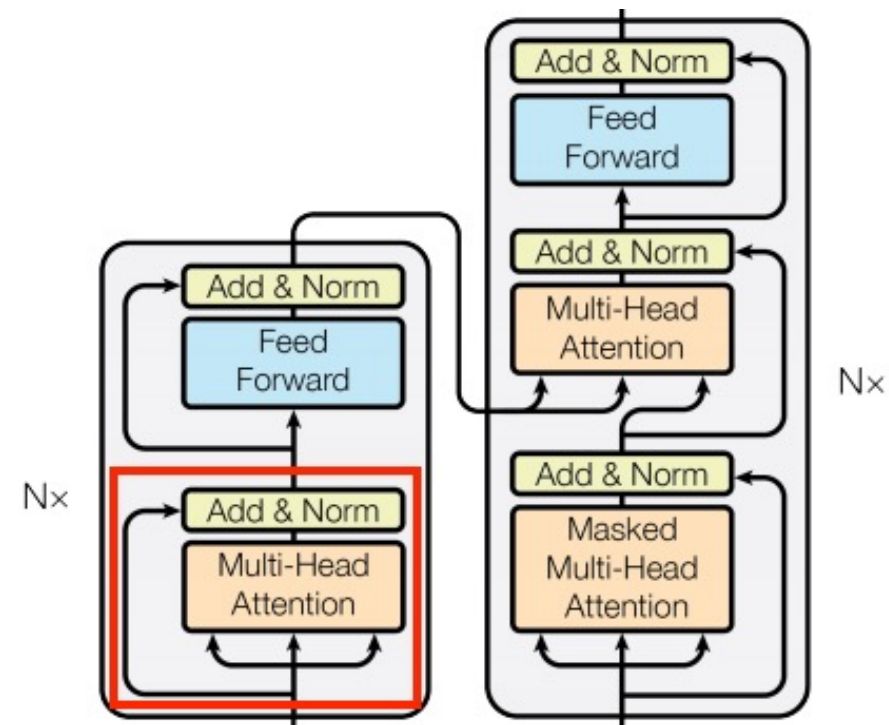 Add & Norm
Feed
Forward
Add & Norm
Multi-Head
Attention
Nx
Add & Norm
Feed
Forward
Add & Norm
Multi-Head
Attention
Add & Norm
Masked
Multi-Head
Attention
Nx